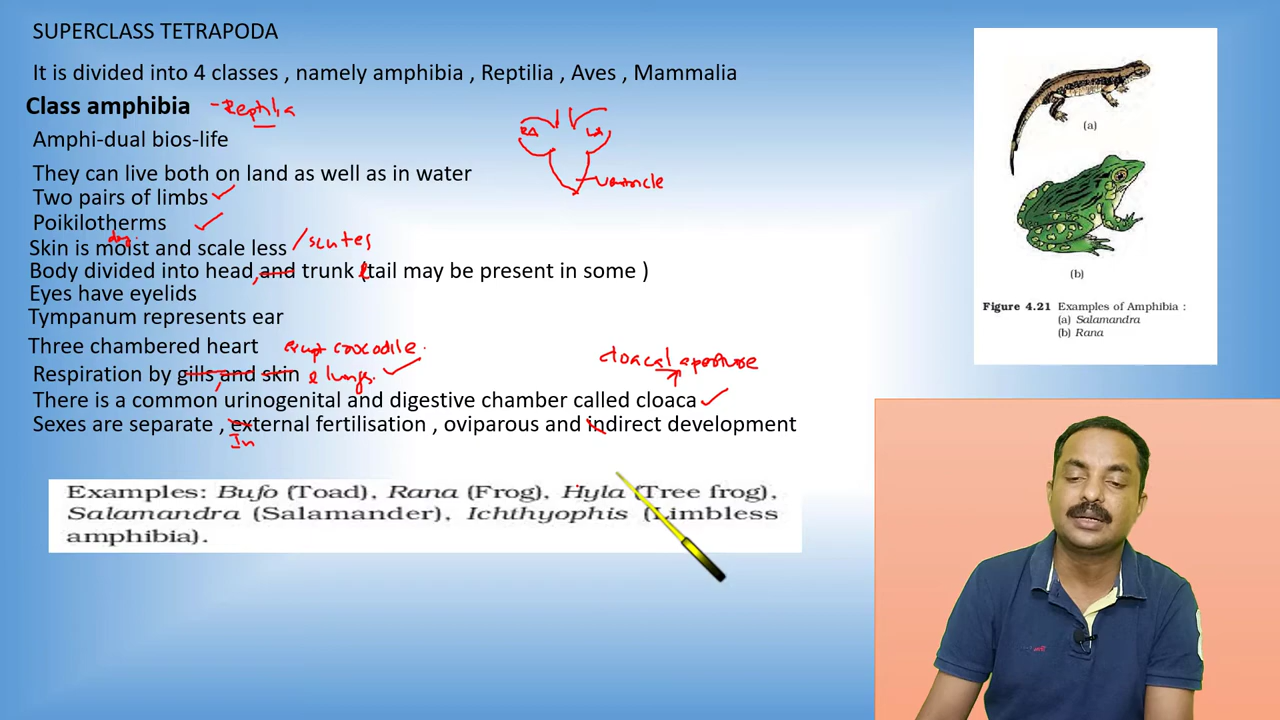 SUPERCLASS TETRAPODA
It is divided into 4 classes , namely amphibia , Reptilia , Aves , Mammalia
Class amphibia - Reptilia
Amphi-dual bios-life
RA LA
They can live both on land as well as in water
ventricle
Two pairs of limbs
Poikilotherms
dry
Skin is moist and scale less / scutes
Body divided into head, and trunk & (tail may be present in some )
Eyes have eyelids
Tympanum represents ear
Three chambered heart except crocodile.
cloacal aperture
Respiration by gills, and skin & lungs.
There is a common urinogenital and digestive chamber called cloaca
Sexes are separate , external fertilisation , oviparous and indirect development
In
Examples: Bufo (Toad), Rana (Frog), Hyla (Tree frog),
Salamandra (Salamander), Ichthyophis (Limbless
amphibia).
(a)
(b)
Figure 4.21 Examples of Amphibia :
(a) Salamandra
(b) Rana